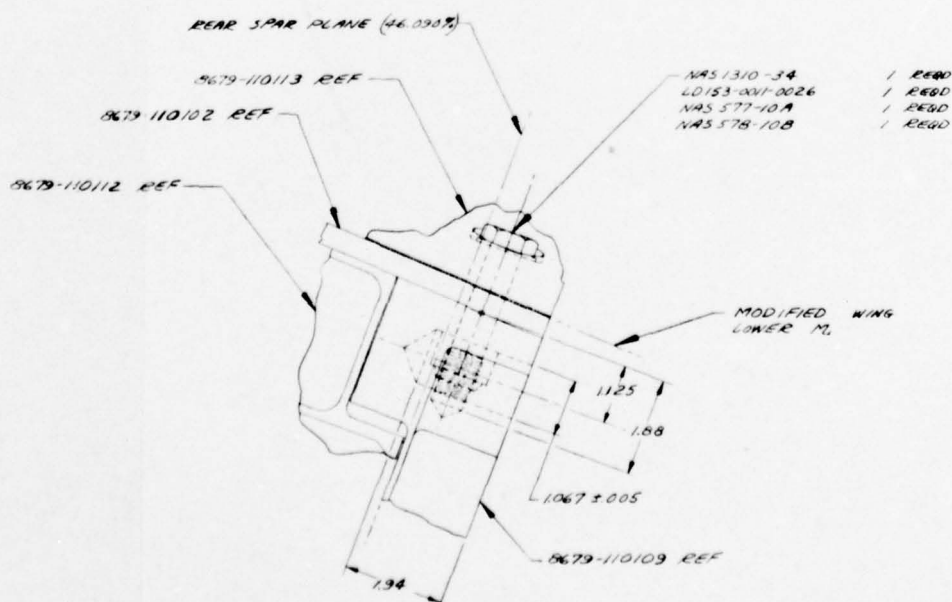 REAR SPAR PLANE (46.090%)
8679-110113 REF
8679-110102 REF
8679-110112 REF
NAS 1310-34 1 REQD
LD153-0011-0026 1 REQD
NAS 577-10A 1 REQD
NAS 578-10B 1 REQD
MODIFIED WING
LOWER M.
1.125
1.88
1.067 ±.005
8679-110109 REF
1.94